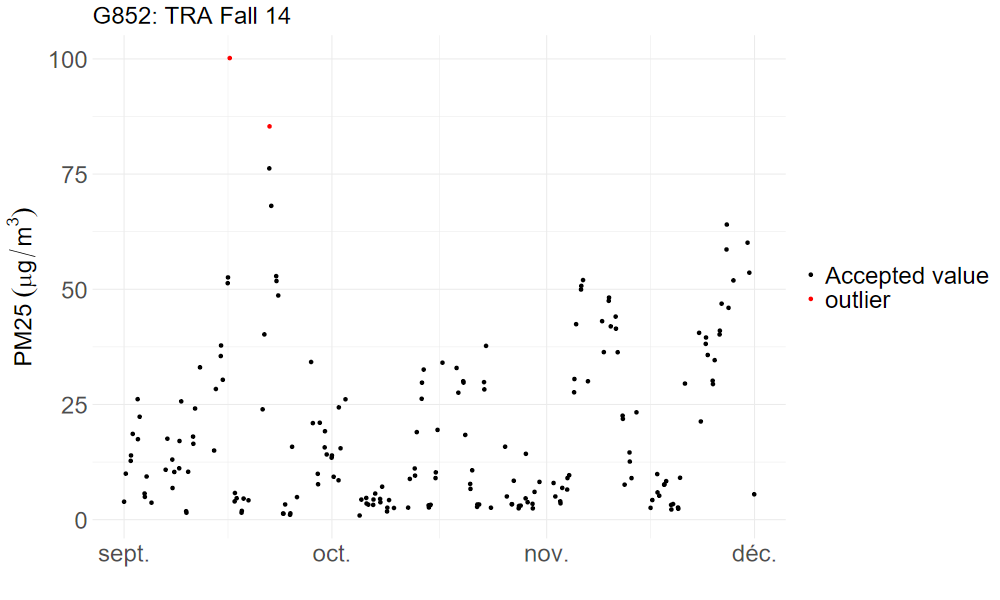 G852: TRA Fall 14
100
75
50
25
0
PM25 (μg/m³)
sept.
oct.
nov.
déc.
Accepted value
outlier